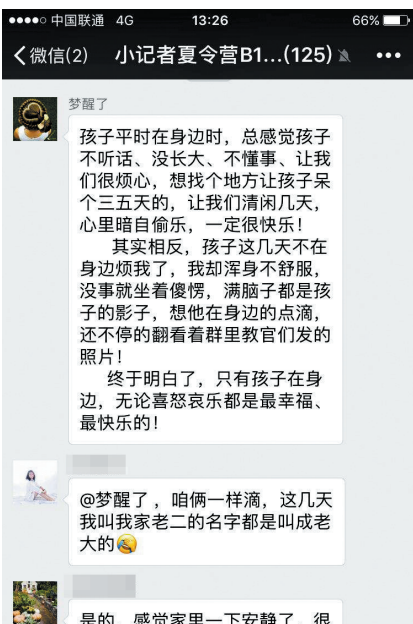 中国联通 4G 13:26 66%
微信(2) 小记者夏令营B1...(125)
梦醒了
孩子平时在身边时，总感觉孩子
不听话、没长大、不懂事、让我
们很烦心，想找个地方让孩子呆
个三五天的，让我们清闲几天，
心里暗自偷乐，一定很快乐！
其实相反，孩子这几天不在
身边烦我了，我却浑身不舒服，
没事就坐着傻愣，满脑子都是孩
子的影子，想他在身边的点滴，
还不停的翻看着群里教官们发的
照片！
终于明白了，只有孩子在身
边，无论喜怒哀乐都是最幸福、
最快乐的！
@梦醒了，咱俩一样滴，这几天
我叫我家老二的名字都是叫成老
大的
是的，感觉家里一下安静了，很